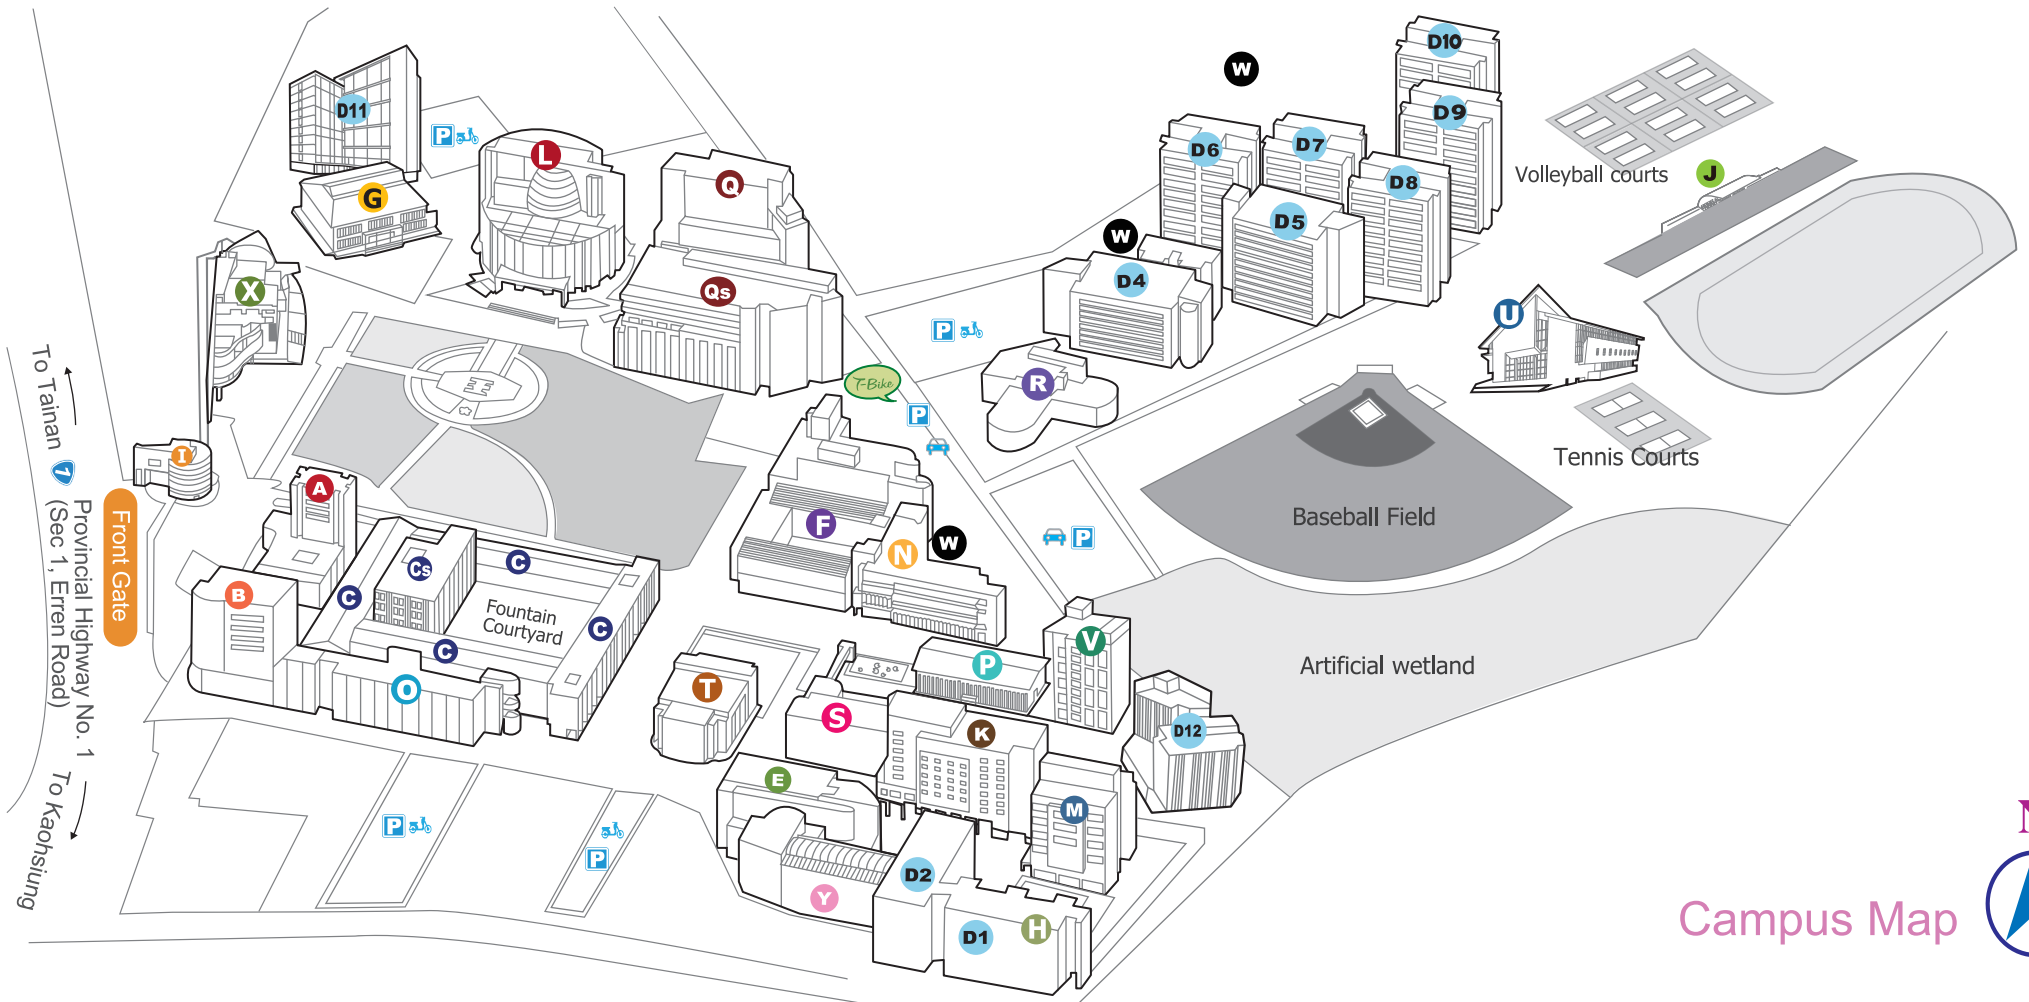 D10
W
D11
P
D9
D7
D6
L
Volleyball courts
J
Q
D8
G
D5
W
D4
X
Qs
U
P
T-Bike
R
P
To Tainan
1
Provincial Highway No. 1
(Sec 1, Erren Road)
To Kaohsiung
Front Gate
I
A
Tennis Courts
Baseball Field
F
N
W
P
C
Cs
B
C
Fountain
Courtyard
C
C
V
P
Artificial wetland
T
O
S
K
D12
E
M
P
P
D2
Y
D1
H
Campus Map